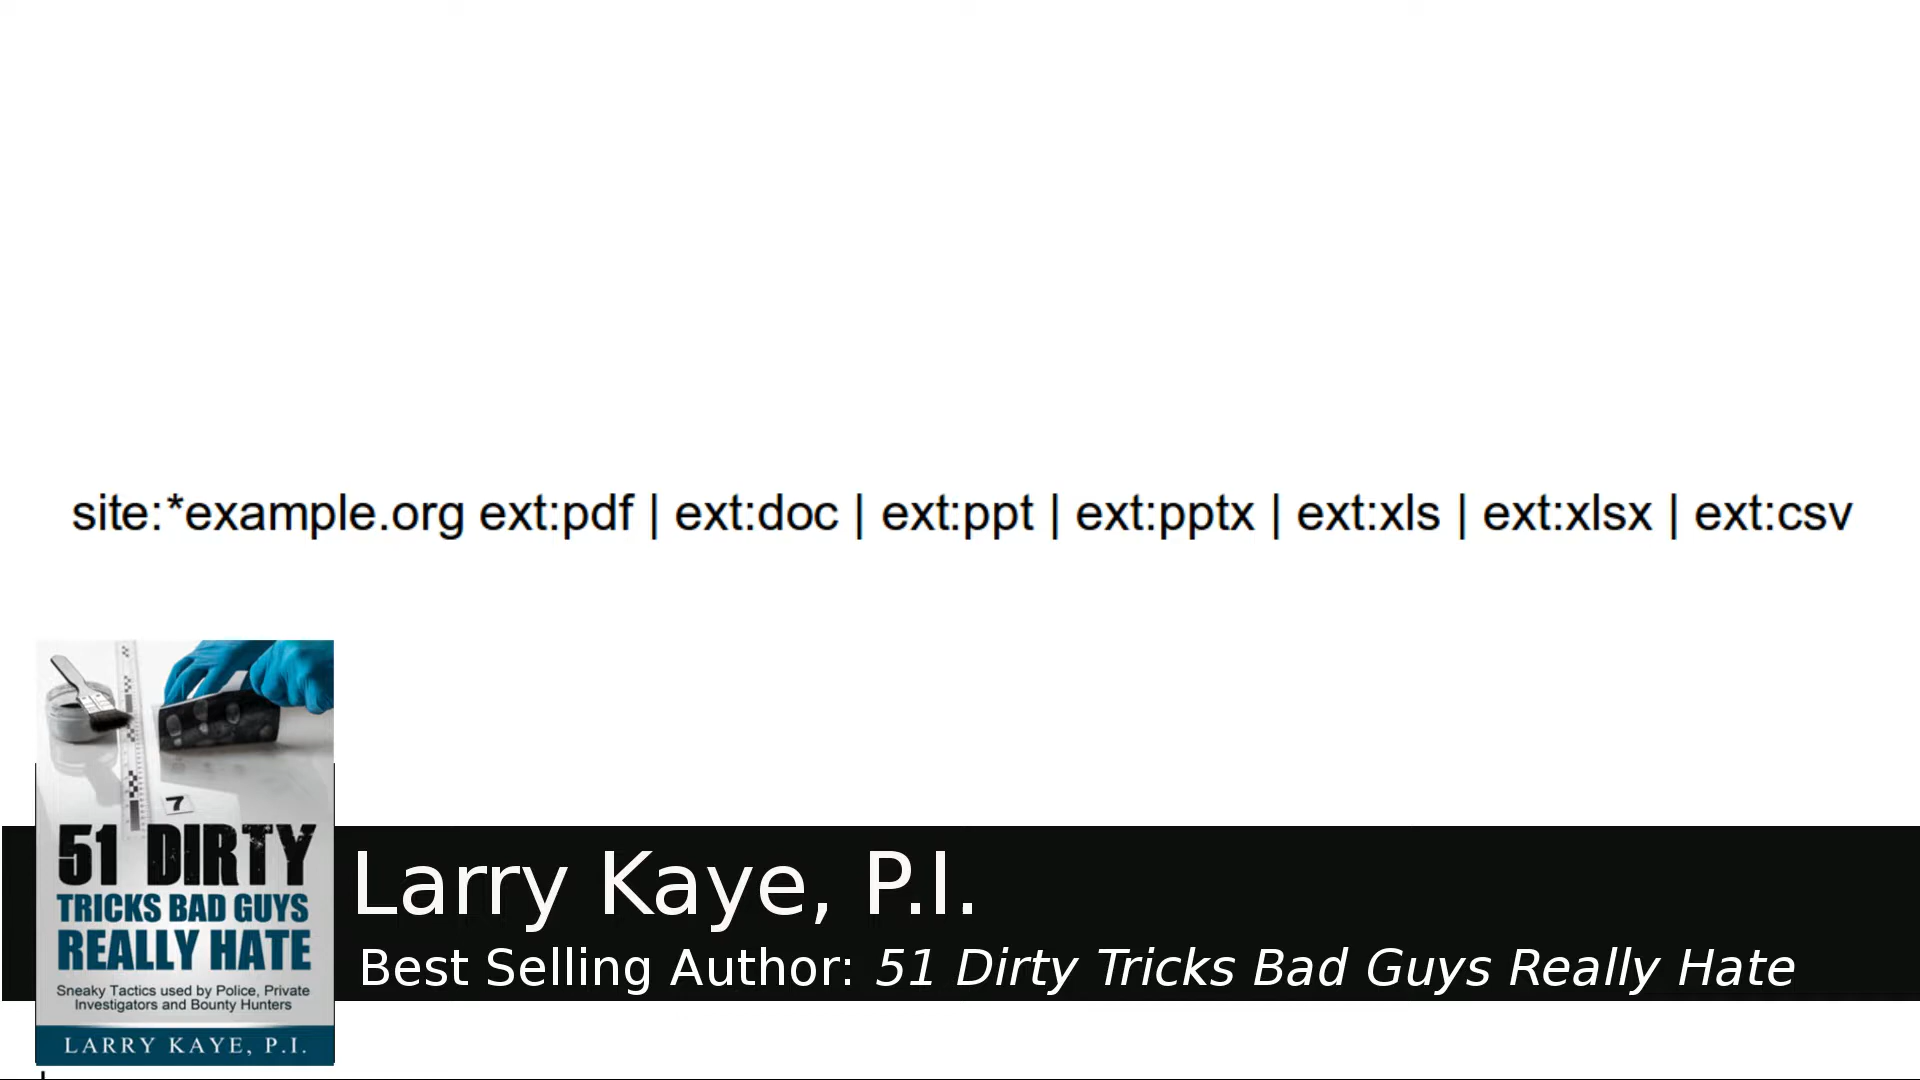 site:*example.org ext:pdf | ext:doc | ext:ppt | ext:pptx | ext:xls | ext:xlsx | ext:csv
7
51 DIRTY
TRICKS BAD GUYS
REALLY HATE
Sneaky Tactics used by Police, Private
Investigators and Bounty Hunters
LARRY KAYE, P.I.
Larry Kaye, P.I.
Best Selling Author: 51 Dirty Tricks Bad Guys Really Hate